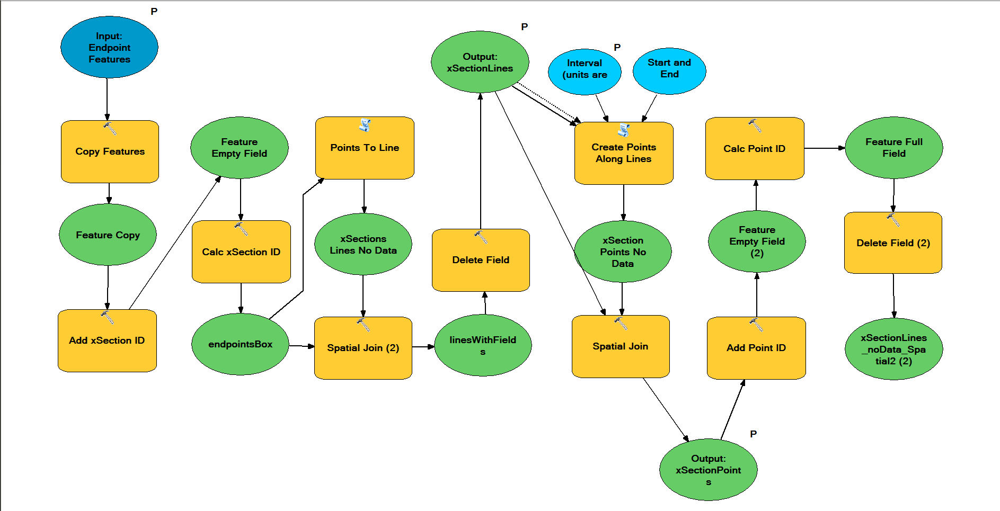 P
Input:
Endpoint
Features
Copy Features
Feature Copy
Add xSection ID
Feature
Empty Field
Calc xSection ID
endpointsBox
Points To Line
xSections
Lines No Data
Spatial Join (2)
linesWithField
s
Delete Field
P
Output:
xSectionLines
P
Interval
(units are
Start and
End
Create Points
Along Lines
xSection
Points No
Data
Spatial Join
P
Output:
xSectionPoint
s
Add Point ID
Feature
Empty Field
(2)
Calc Point ID
Feature Full
Field
Delete Field (2)
xSectionLines
_noData_Spa
tial2 (2)